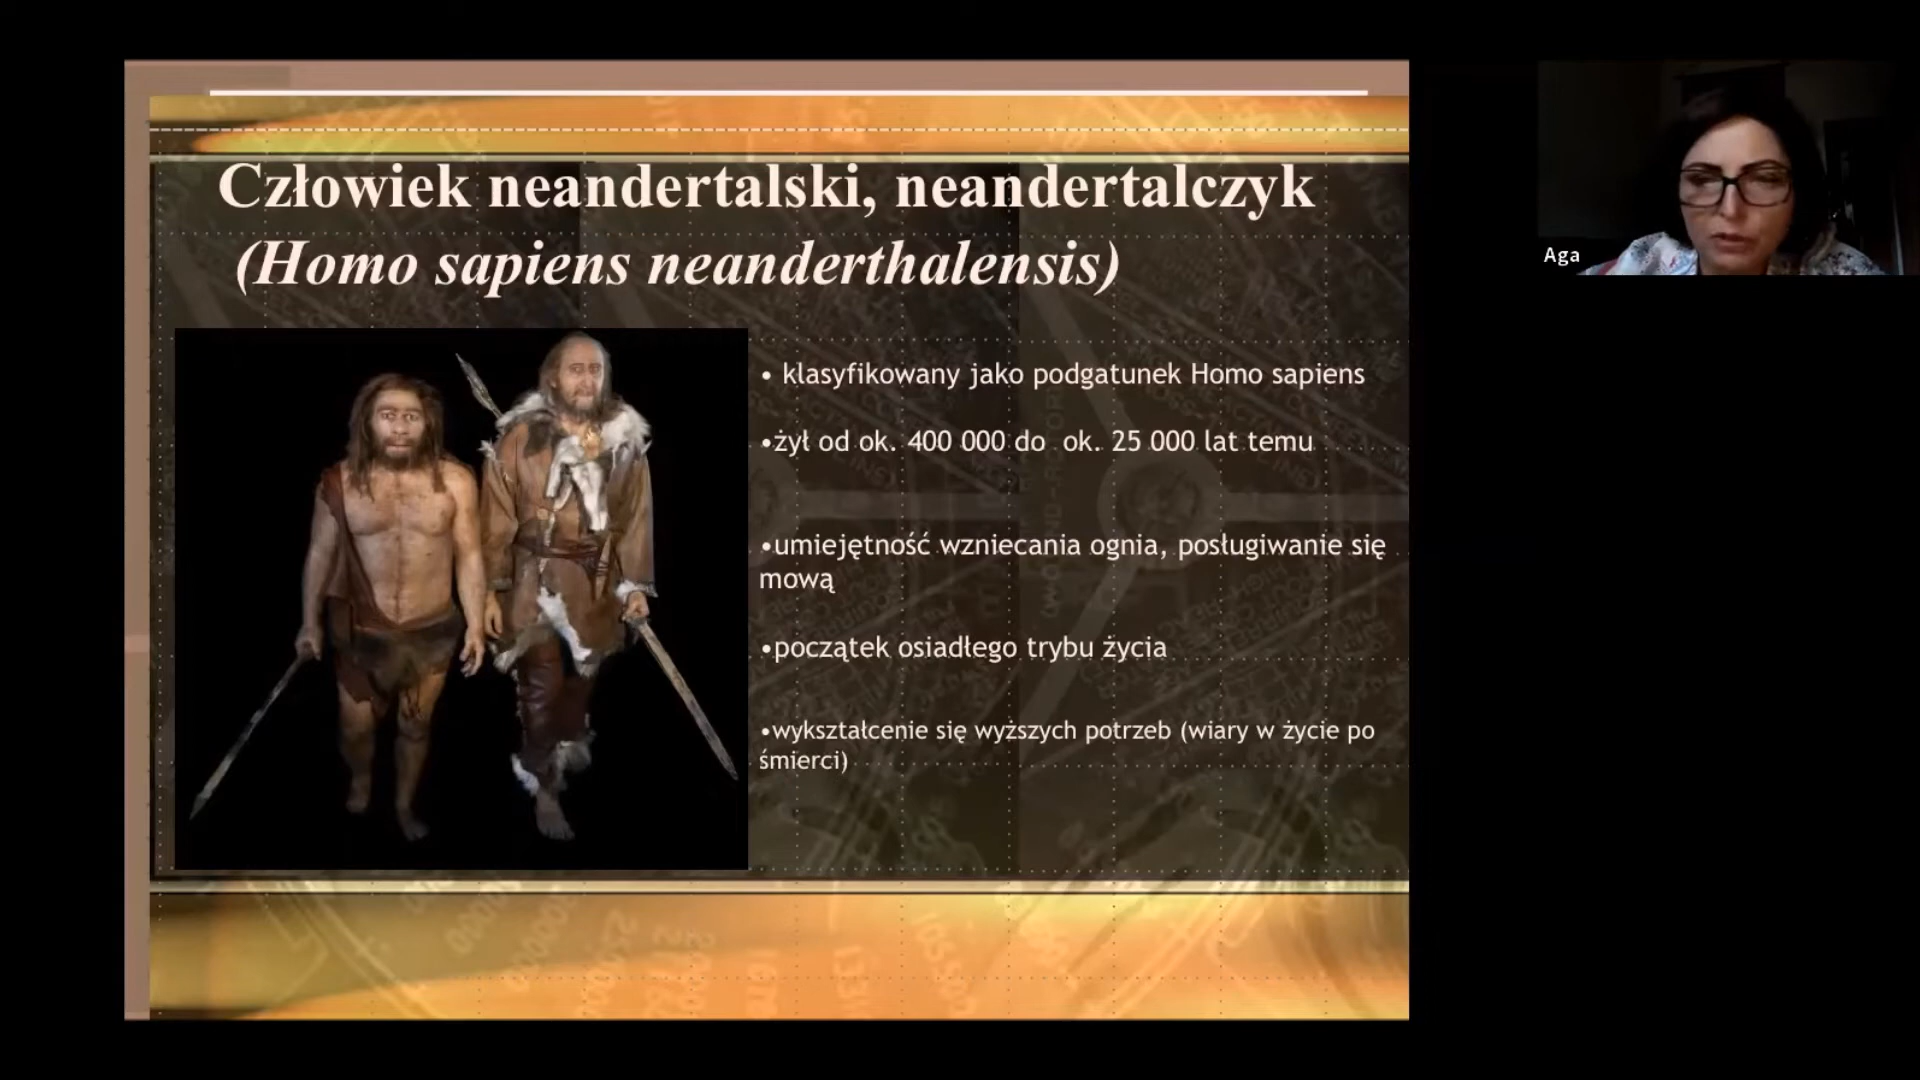 Człowiek neandertalski, neandertalczyk
(Homo sapiens neanderthalensis)
• klasyfikowany jako podgatunek Homo sapiens
•żył od ok. 400 000 do ok. 25 000 lat temu
•umiejętność wzniecania ognia, posługiwanie się
mową
•początek osiadłego trybu życia
•wykształcenie się wyższych potrzeb (wiary w życie po
śmierci)
Aga